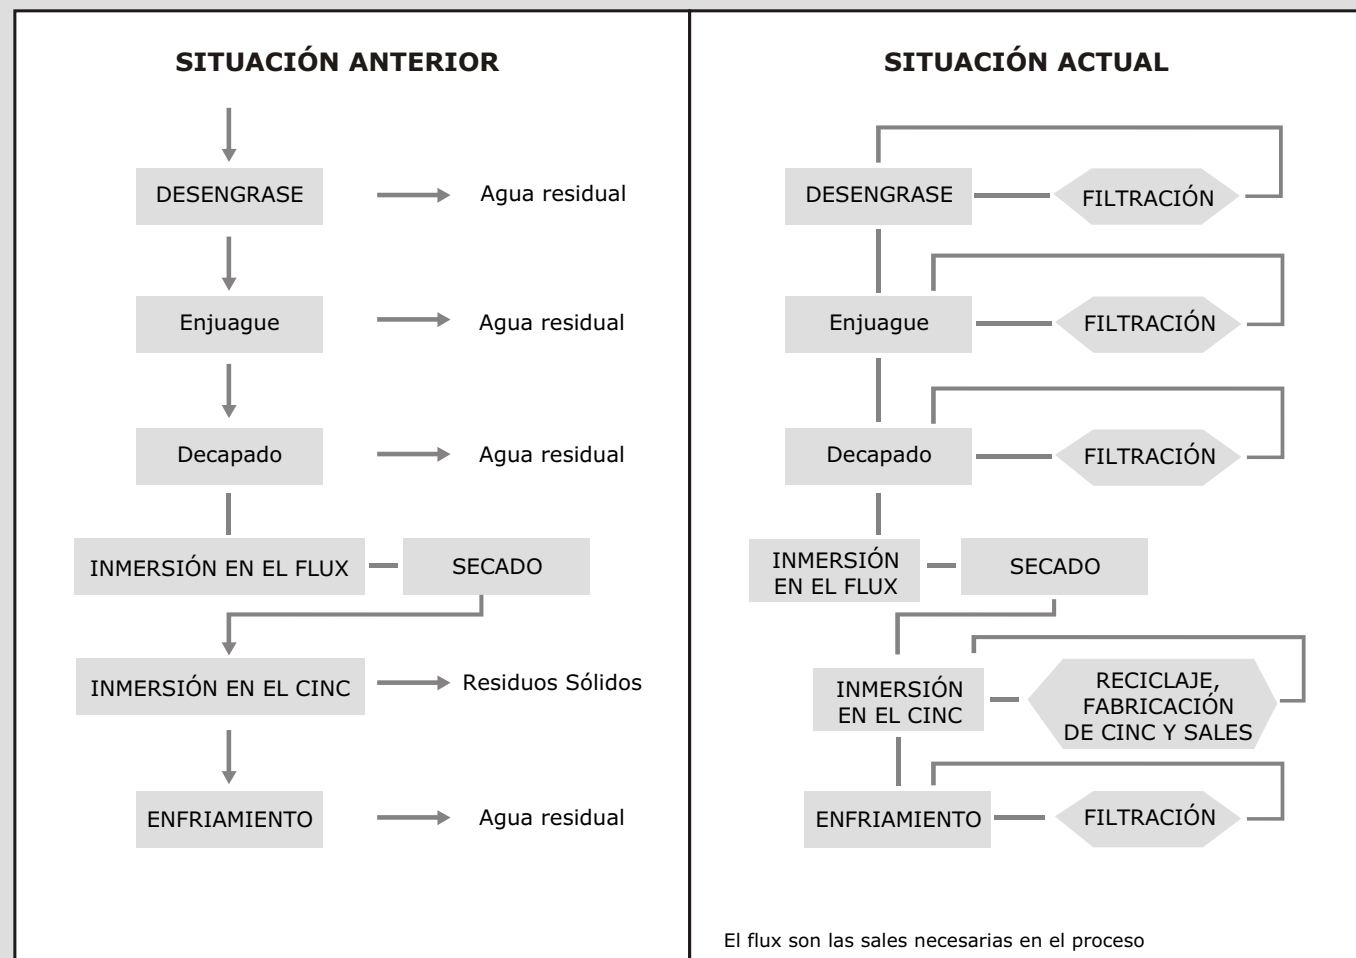 SITUACIÓN ANTERIOR
DESENGRASE
Agua residual
Enjuague
Agua residual
Decapado
Agua residual
INMERSIÓN EN EL FLUX
SECADO
INMERSIÓN EN EL CINC
Residuos Sólidos
ENFRIAMIENTO
Agua residual
SITUACIÓN ACTUAL
DESENGRASE
FILTRACIÓN
Enjuague
FILTRACIÓN
Decapado
FILTRACIÓN
INMERSIÓN
EN EL FLUX
SECADO
INMERSIÓN
EN EL CINC
RECICLAJE,
FABRICACIÓN
DE CINC Y SALES
ENFRIAMIENTO
FILTRACIÓN
El flux son las sales necesarias en el proceso